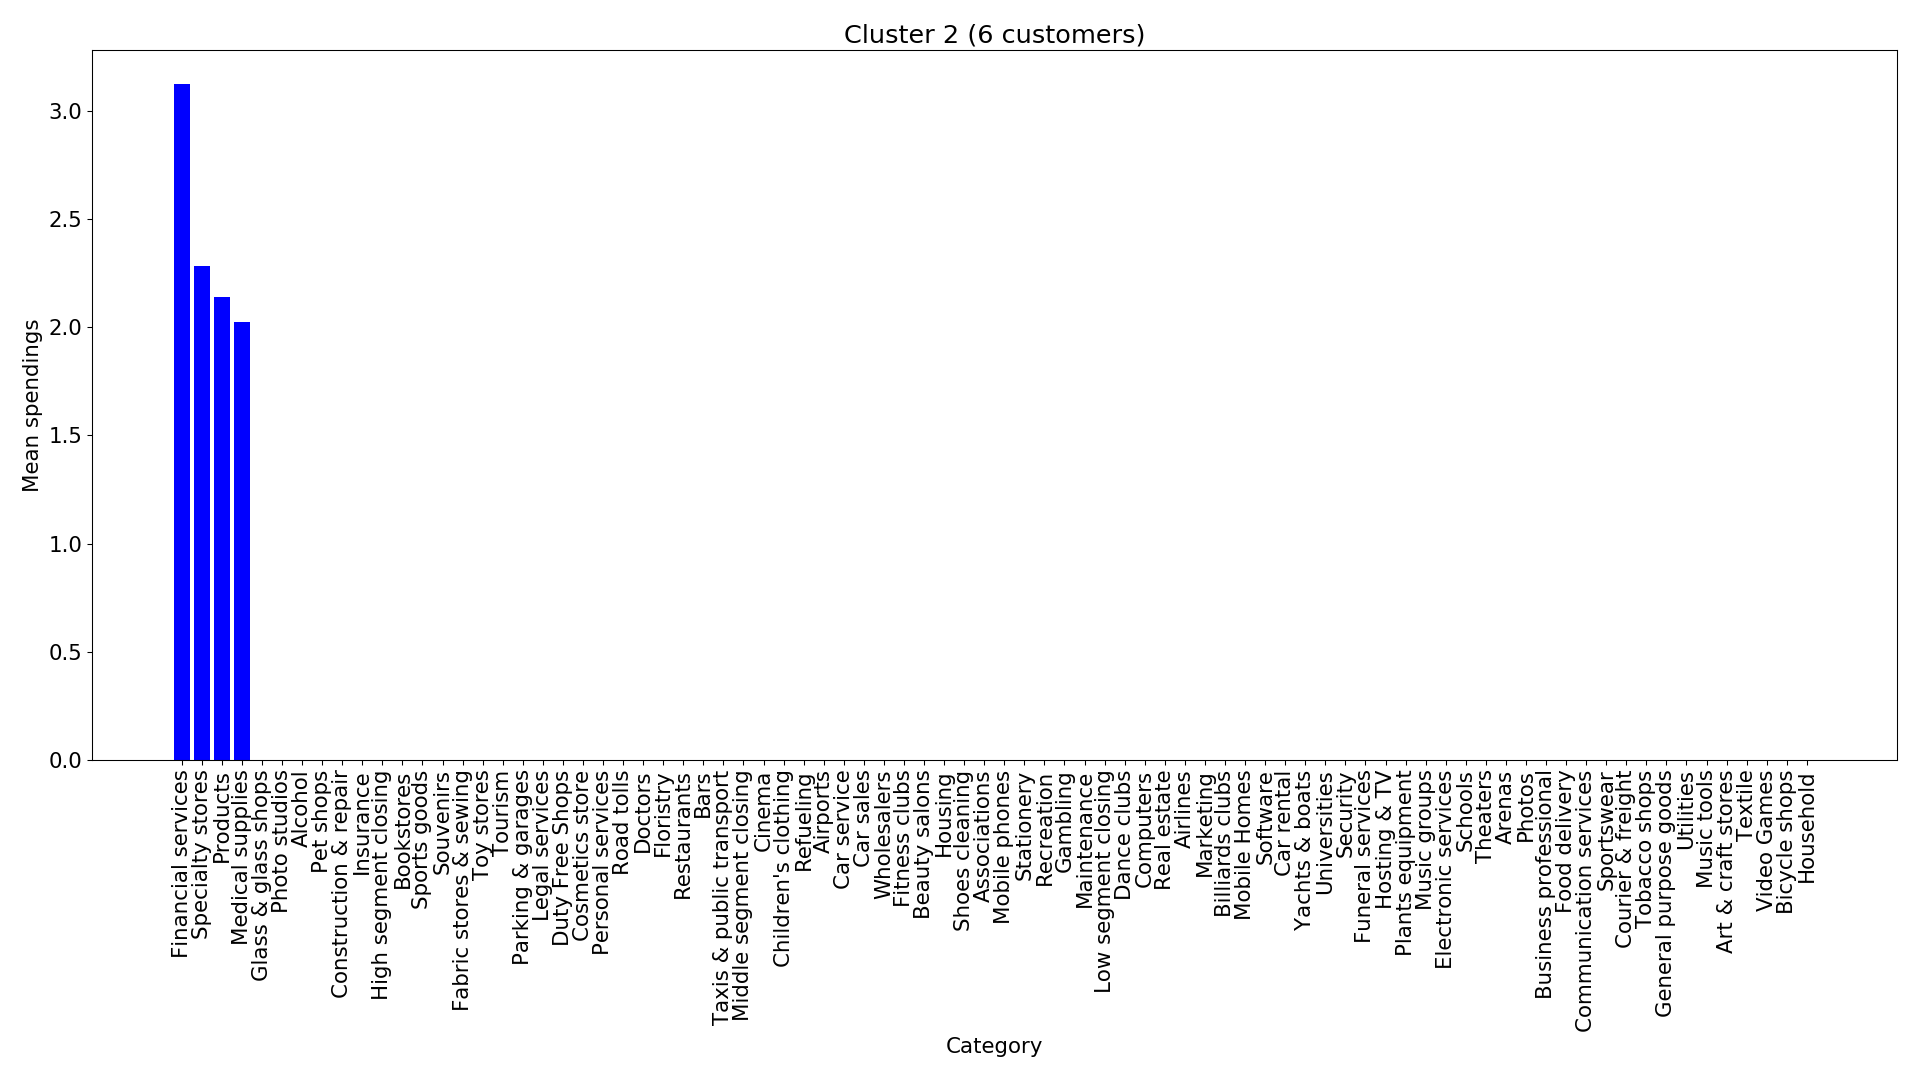 Cluster 2 (6 customers)
3.0
2.5
2.0
1.5
1.0
0.5
0.0
Mean spendings
Financial services
Specialty stores
Products
Medical supplies
Glass & glass shops
Photo studios
Alcohol
Pet shops
Construction & repair
Insurance
High segment closing
Bookstores
Sports goods
Souvenirs
Fabric stores & sewing
Toy stores
Tourism
Parking & garages
Legal services
Duty Free Shops
Cosmetics store
Personal services
Road tolls
Doctors
Floristry
Restaurants
Bars
Taxis & public transport
Middle segment closing
Cinema
Children's clothing
Refueling
Airports
Car service
Car sales
Wholesalers
Fitness clubs
Beauty salons
Housing
Shoes cleaning
Associations
Mobile phones
Stationery
Recreation
Gambling
Maintenance
Low segment closing
Dance clubs
Computers
Real estate
Airlines
Marketing
Billiards clubs
Mobile Homes
Software
Car rental
Yachts & boats
Universities
Security
Funeral services
Hosting & TV
Plants equipment
Music groups
Electronic services
Schools
Theaters
Arenas
Photos
Business professional
Food delivery
Communication services
Sportswear
Courier & freight
Tobacco shops
General purpose goods
Utilities
Music tools
Art & craft stores
Textile
Video Games
Bicycle shops
Household
Category